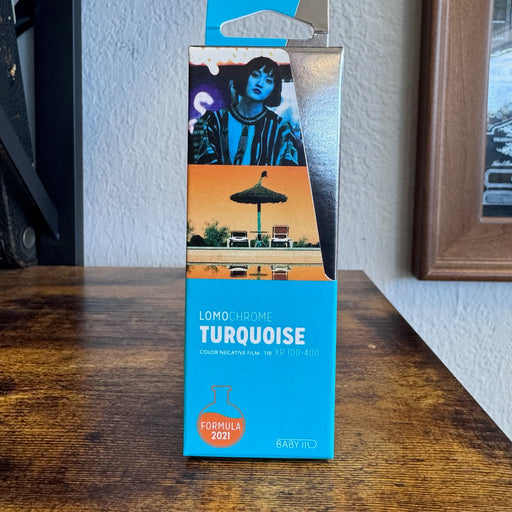 LOMOCHROME
TURQUOISE
COLOR NEGATIVE FILM · 110 XR 100-400
FORMULA
2021
BABY 110